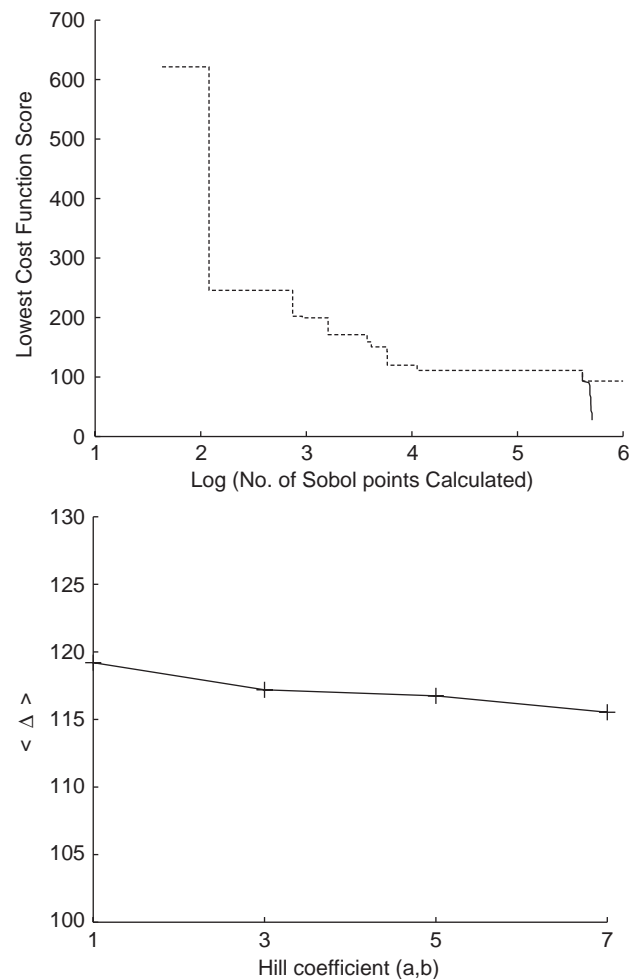 700
600
500
400
300
200
100
0
Lowest Cost Function Score
1 2 3 4 5 6
Log (No. of Sobol points Calculated)
130
125
120
115
110
105
100
< Δ >
1 3 5 7
Hill coefficient (a,b)